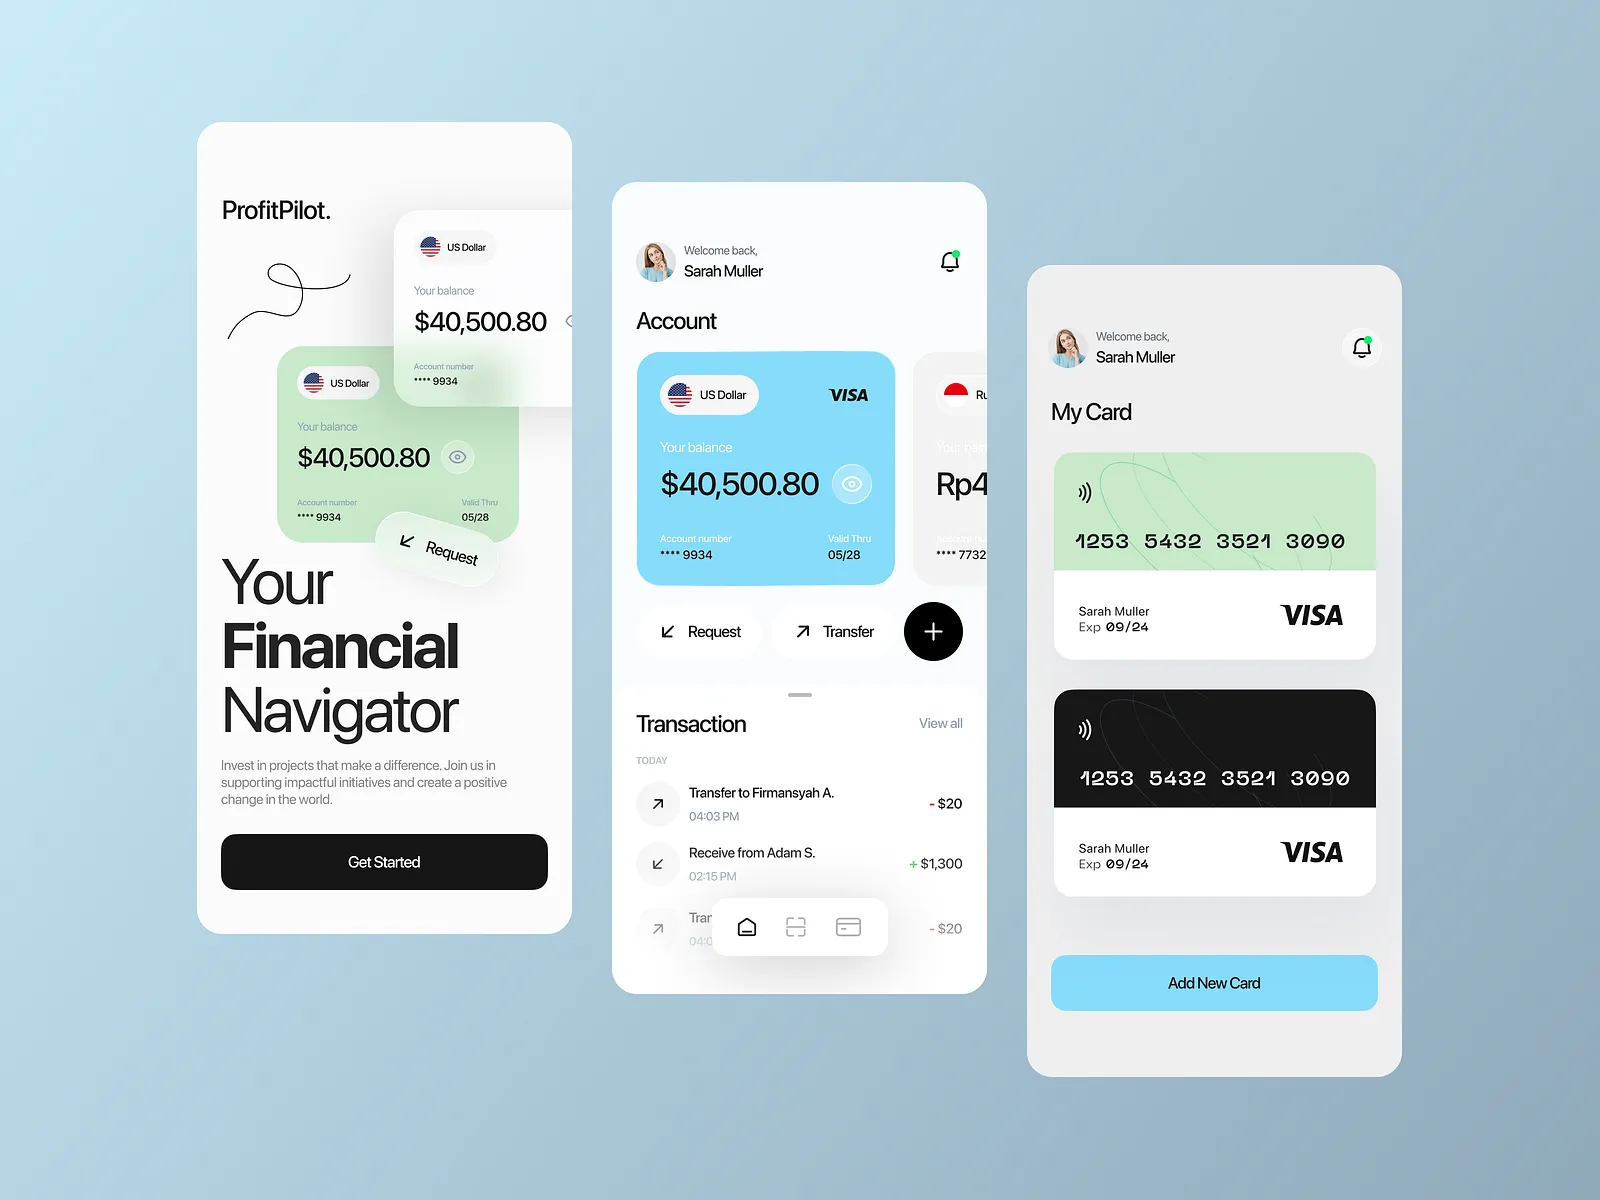 ProfitPilot.
US Dollar
Your balance
$40,500.80
Account number
**** 9934
US Dollar
Your balance
$40,500.80
Account number
Valid Thru
**** 9934
05/28
Request
Your
Financial
Navigator
Invest in projects that make a difference. Join us in
supporting impactful initiatives and create a positive
change in the world.
Get Started
Welcome back,
Sarah Muller
Account
US Dollar
VISA
Your balance
$40,500.80
Account number
Valid Thru
**** 9934
05/28
Ru
Your
Rp4
**** 7732
Request
Transfer
Transaction
View all
TODAY
Transfer to Firmansyah A.
- $20
04:03 PM
Receive from Adam S.
+ $1,300
02:15 PM
Tran
- $20
04:0
Welcome back,
Sarah Muller
My Card
1253 5432 3521 3090
Sarah Muller
Exp 09/24
VISA
1253 5432 3521 3090
Sarah Muller
Exp 09/24
VISA
Add New Card